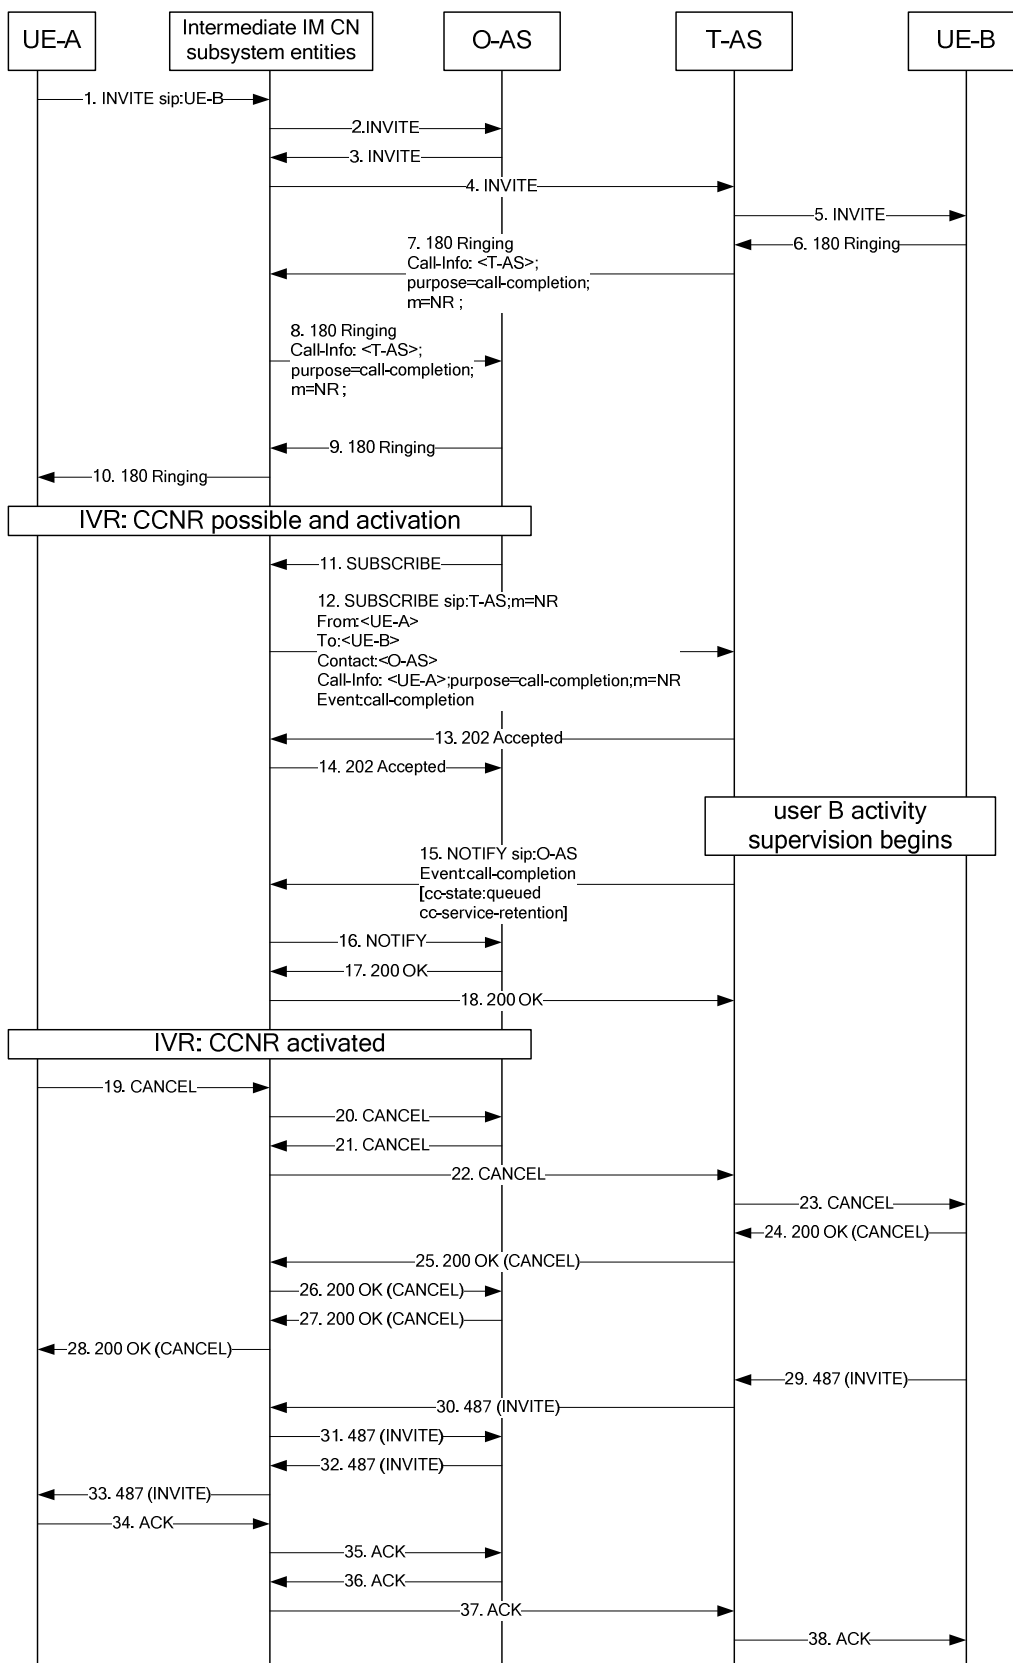 UE-A
Intermediate IM CN
subsystem entities
O-AS
T-AS
UE-B
1. INVITE sip:UE-B
2.INVITE
3. INVITE
4. INVITE
5. INVITE
6. 180 Ringing
7. 180 Ringing
Call-Info: <T-AS>;
purpose=call-completion;
m=NR ;
8. 180 Ringing
Call-Info: <T-AS>;
purpose=call-completion;
m=NR ;
9. 180 Ringing
10. 180 Ringing
IVR: CCNR possible and activation
11. SUBSCRIBE
12. SUBSCRIBE sip:T-AS;m=NR
From:<UE-A>
To:<UE-B>
Contact:<O-AS>
Call-Info: <UE-A>;purpose=call-completion;m=NR
Event:call-completion
13. 202 Accepted
14. 202 Accepted
user B activity
supervision begins
15. NOTIFY sip:O-AS
Event:call-completion
[cc-state:queued
cc-service-retention]
16. NOTIFY
17. 200 OK
18. 200 OK
IVR: CCNR activated
19. CANCEL
20. CANCEL
21. CANCEL
22. CANCEL
23. CANCEL
24. 200 OK (CANCEL)
25. 200 OK (CANCEL)
26. 200 OK (CANCEL)
27. 200 OK (CANCEL)
28. 200 OK (CANCEL)
29. 487 (INVITE)
30. 487 (INVITE)
31. 487 (INVITE)
32. 487 (INVITE)
33. 487 (INVITE)
34. ACK
35. ACK
36. ACK
37. ACK
38. ACK